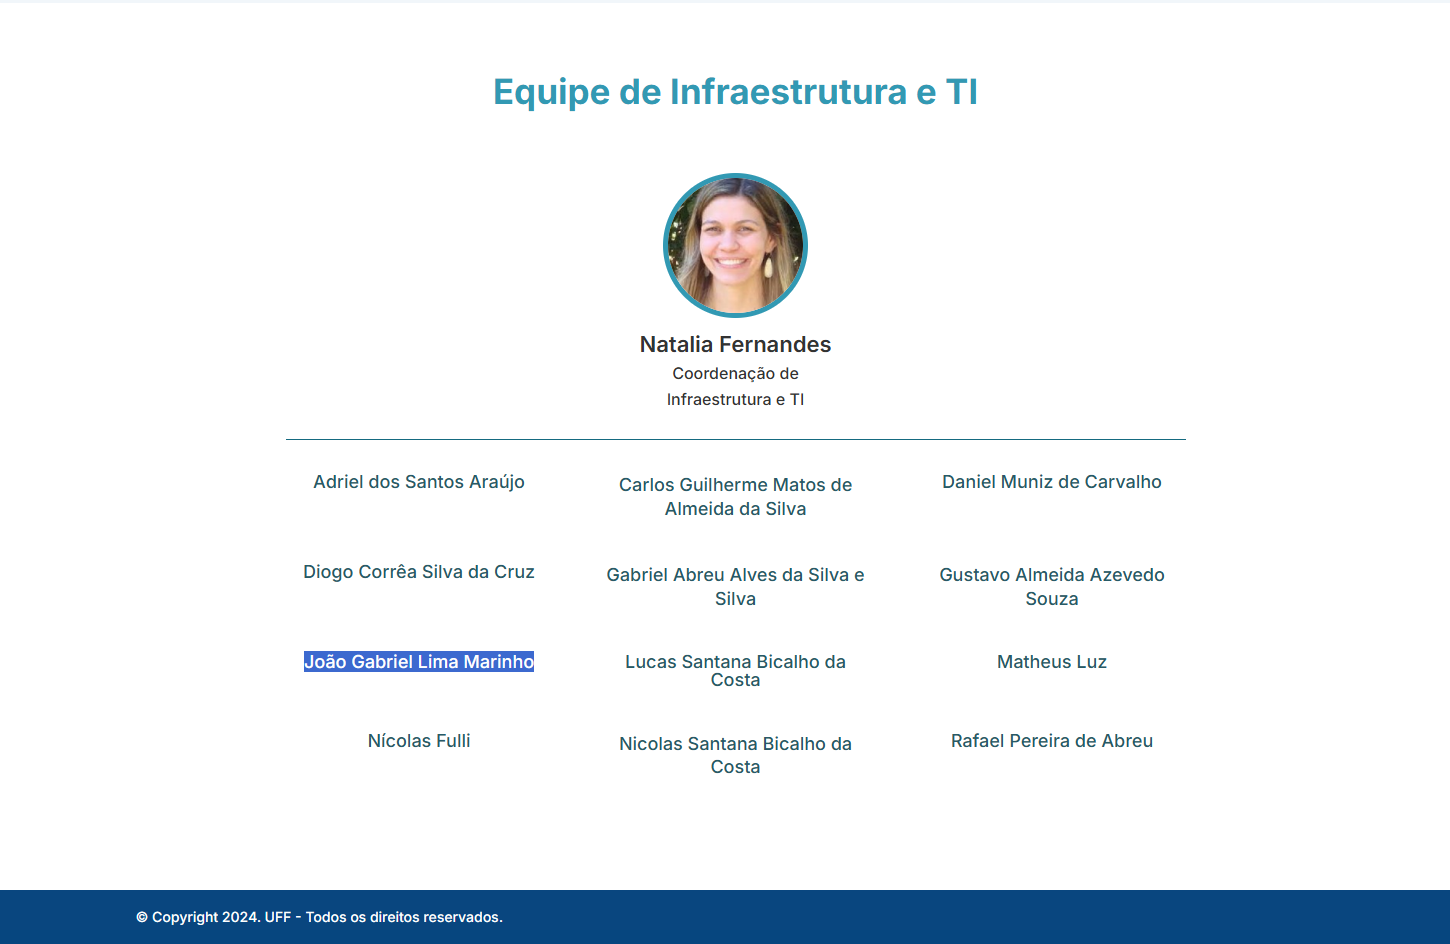 Equipe de Infraestrutura e TI
Natalia Fernandes
Coordenação de
Infraestrutura e TI
Adriel dos Santos Araújo
Carlos Guilherme Matos de
Almeida da Silva
Daniel Muniz de Carvalho
Diogo Corrêa Silva da Cruz
Gabriel Abreu Alves da Silva e
Silva
Gustavo Almeida Azevedo
Souza
João Gabriel Lima Marinho
Lucas Santana Bicalho da
Costa
Matheus Luz
Nícolas Fulli
Nicolas Santana Bicalho da
Costa
Rafael Pereira de Abreu
© Copyright 2024. UFF - Todos os direitos reservados.